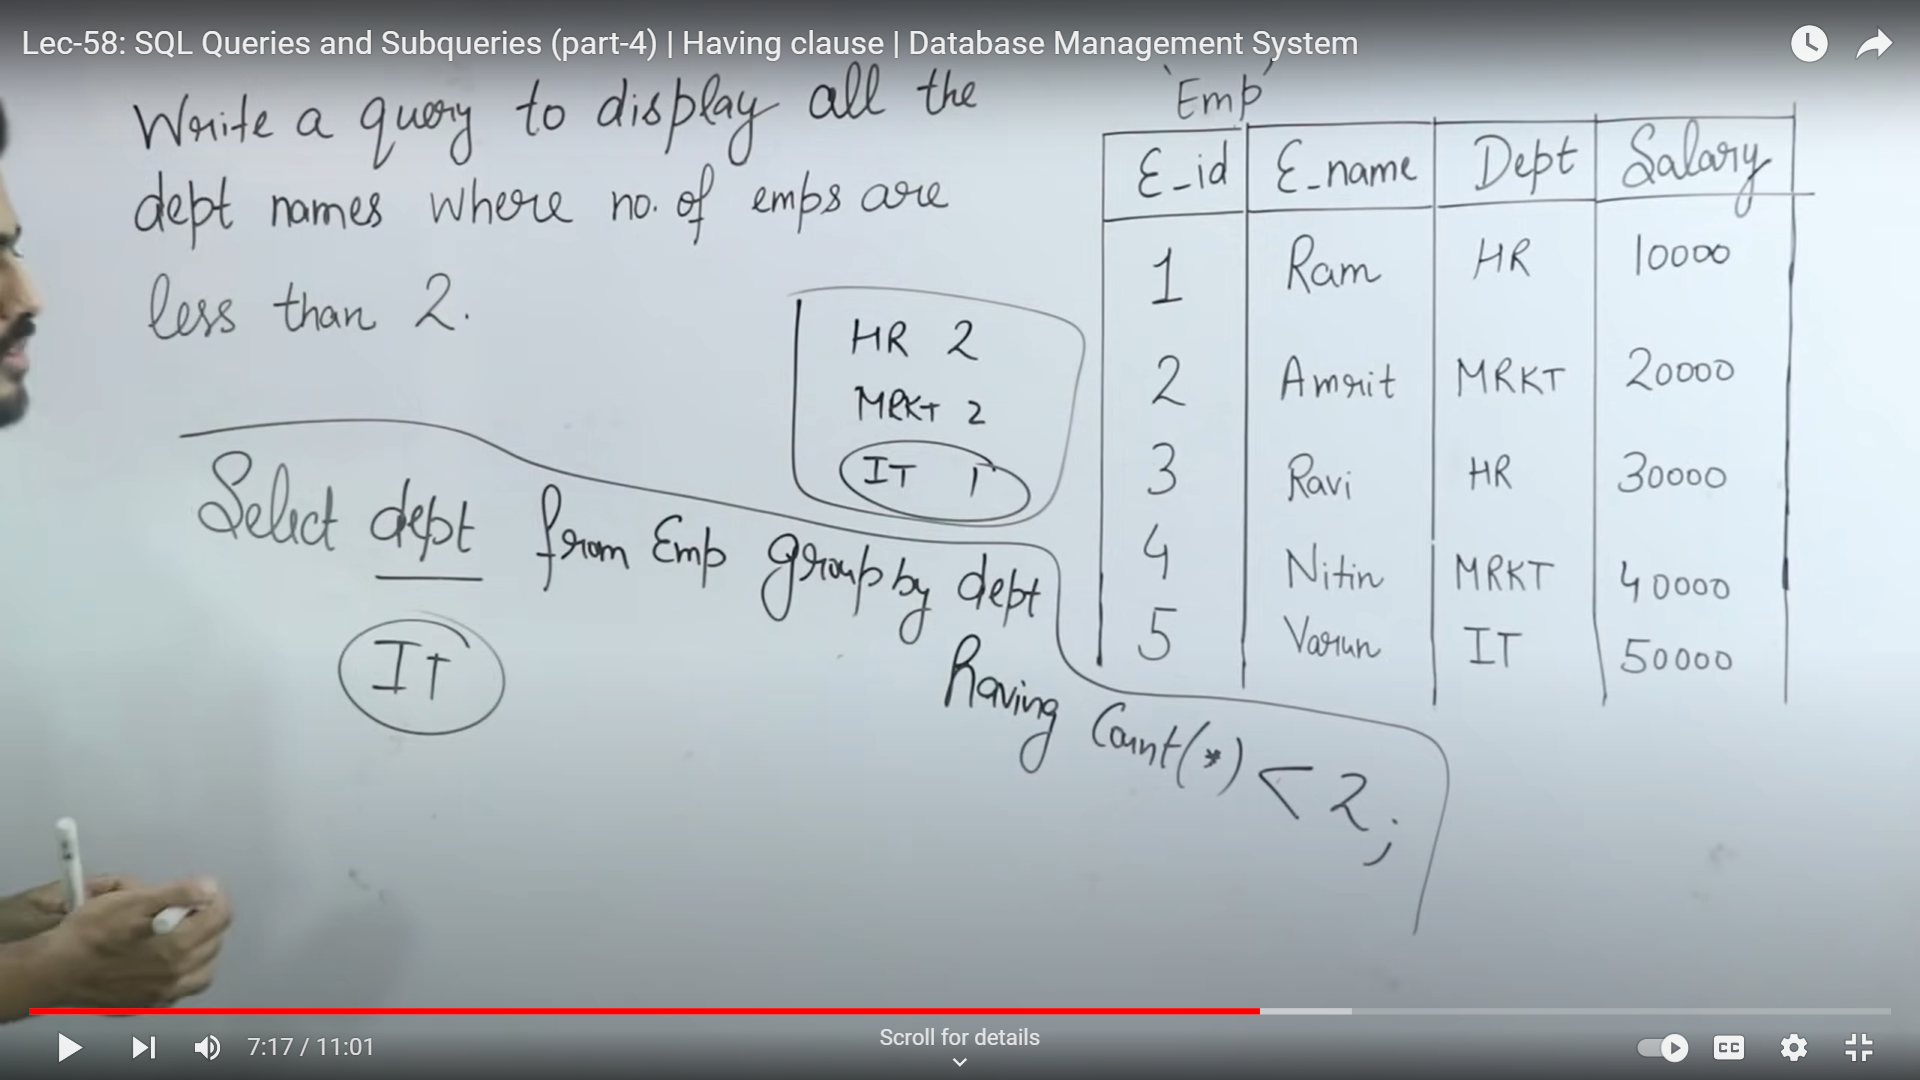 Lec-58: SQL Queries and Subqueries (part-4) | Having clause | Database Management System
Write a query to display all the
dept names where no. of emps are
less than 2.
HR 2
MRKT 2
IT 1
Select dept from Emp group by dept
having Count(*) < 2;
IT
'Emp'
E_id E_name Dept Salary
1 Ram HR 10000
2 Amrit MRKT 20000
3 Ravi HR 30000
4 Nitin MRKT 40000
5 Varun IT 50000
7:17 / 11:01
Scroll for details
CC